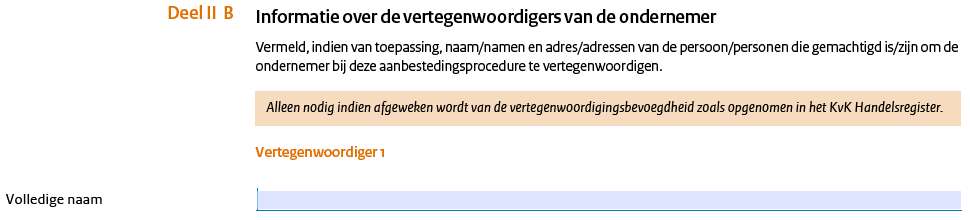 Deel II B Informatie over de vertegenwoordigers van de ondernemer
Vermeld, indien van toepassing, naam/namen en adres/adressen van de persoon/personen die gemachtigd is/zijn om de
ondernemer bij deze aanbestedingsprocedure te vertegenwoordigen.
Alleen nodig indien afgeweken wordt van de vertegenwoordigingsbevoegdheid zoals opgenomen in het KvK Handelsregister.
Vertegenwoordiger 1
Volledige naam